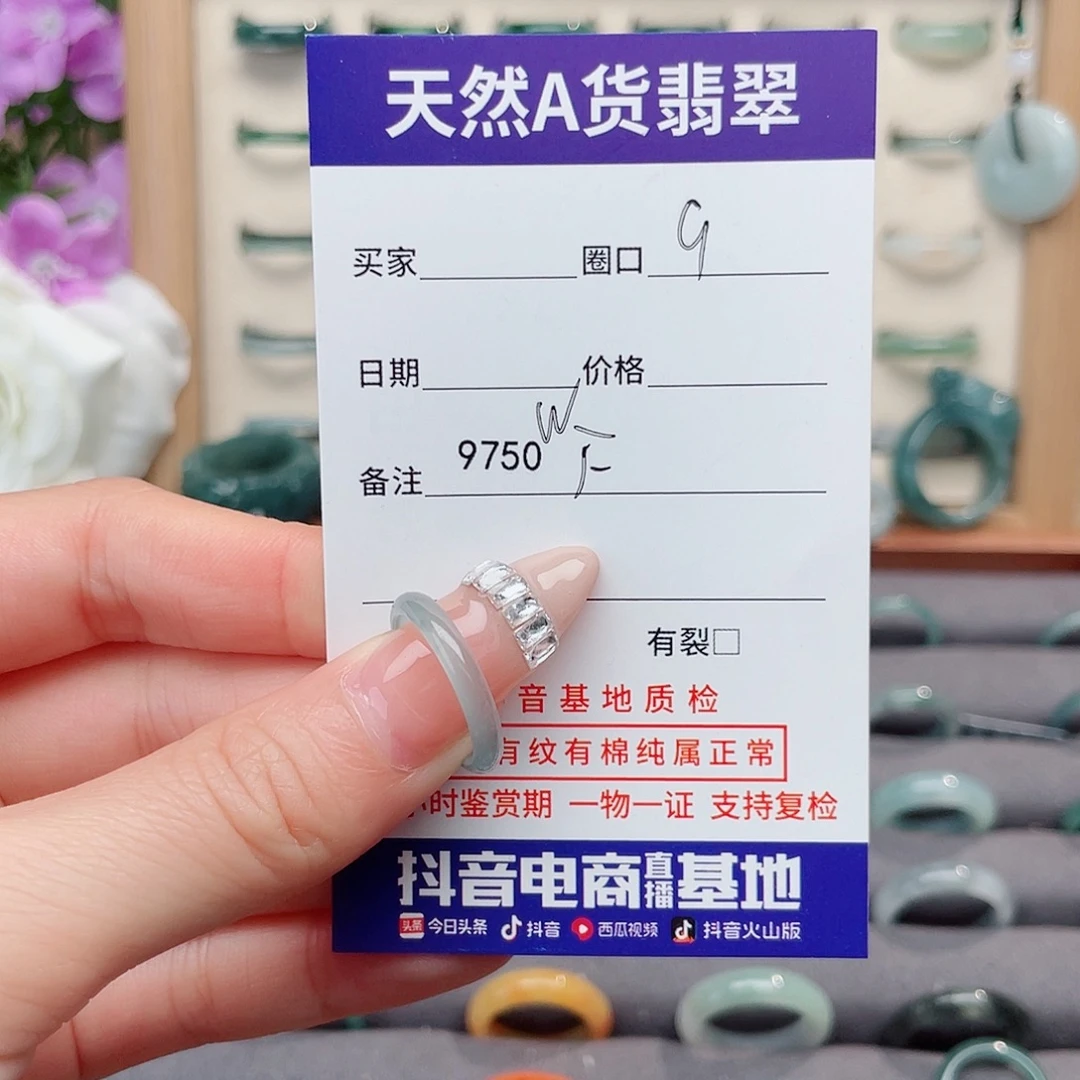 天然A货翡翠
买家 圈口 9
日期 价格
备注 9750 W
有裂□
音基地质检
有纹有棉纯属正常
时鉴赏期 一物一证 支持复检
抖音电商直播基地
头条 今日头条 抖音 西瓜视频 抖音火山版